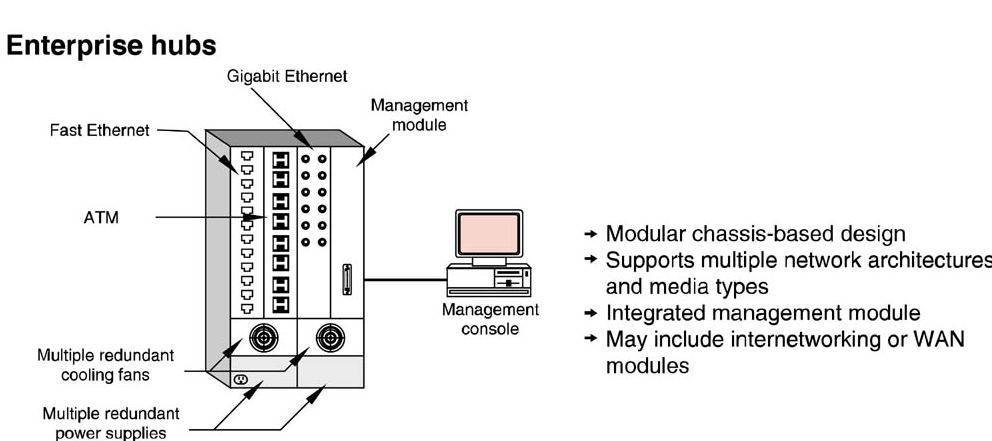 Enterprise hubs
Gigabit Ethernet
Management
module
Fast Ethernet
ATM
Management
console
Multiple redundant
cooling fans
Multiple redundant
power supplies
→ Modular chassis-based design
→ Supports multiple network architectures
and media types
→ Integrated management module
→ May include internetworking or WAN
modules